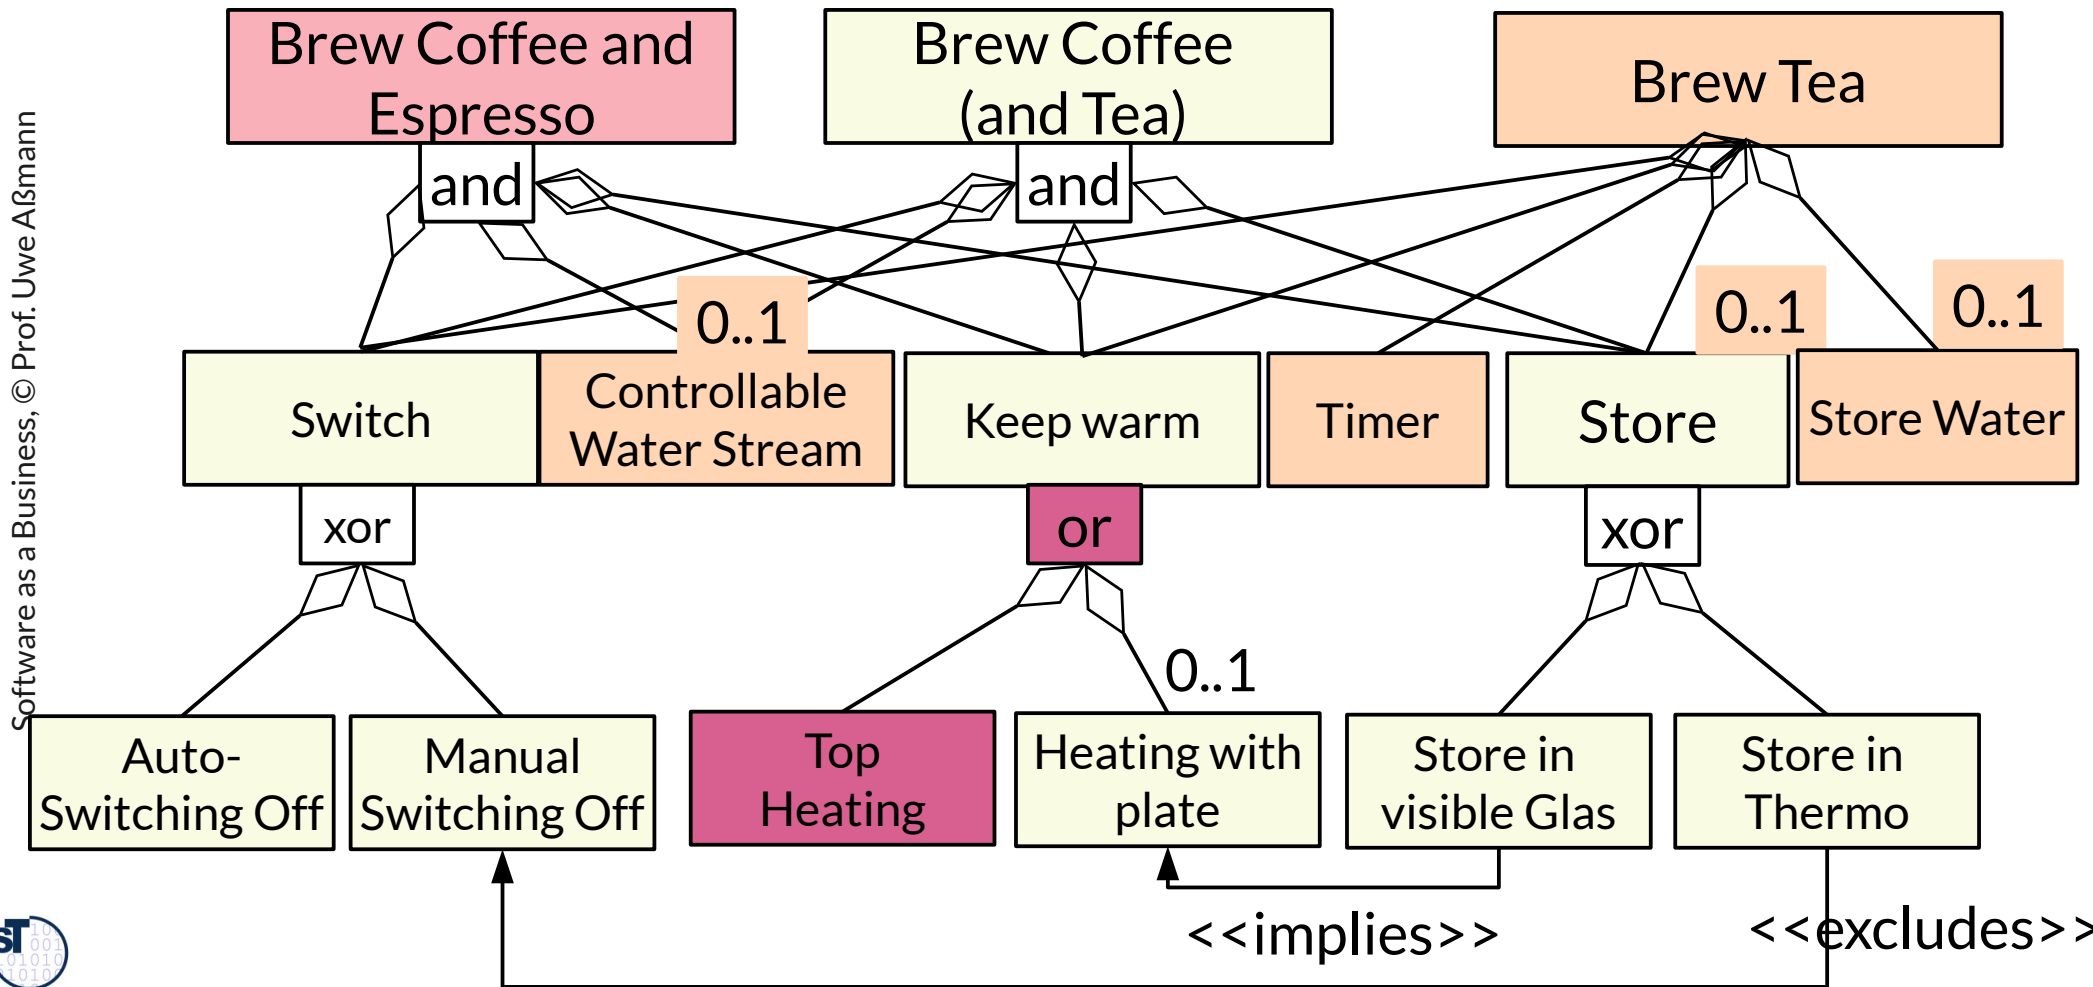 Brew Coffee and
Espresso
Brew Coffee
(and Tea)
Brew Tea
and
and
0..1
0..1
0..1
Switch
Controllable
Water Stream
Keep warm
Timer
Store
Store Water
xor
or
xor
0..1
Auto-
Switching Off
Manual
Switching Off
Top
Heating
Heating with
plate
Store in
visible Glas
Store in
Thermo
<<implies>>
<<excludes>>
Software as a Business, © Prof. Uwe Aßmann
sT